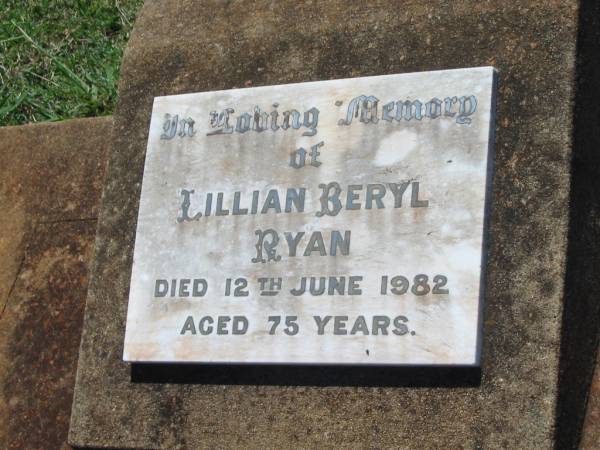 In Loving Memory
of
LILLIAN BERYL
RYAN
DIED 12TH JUNE 1982
AGED 75 YEARS.